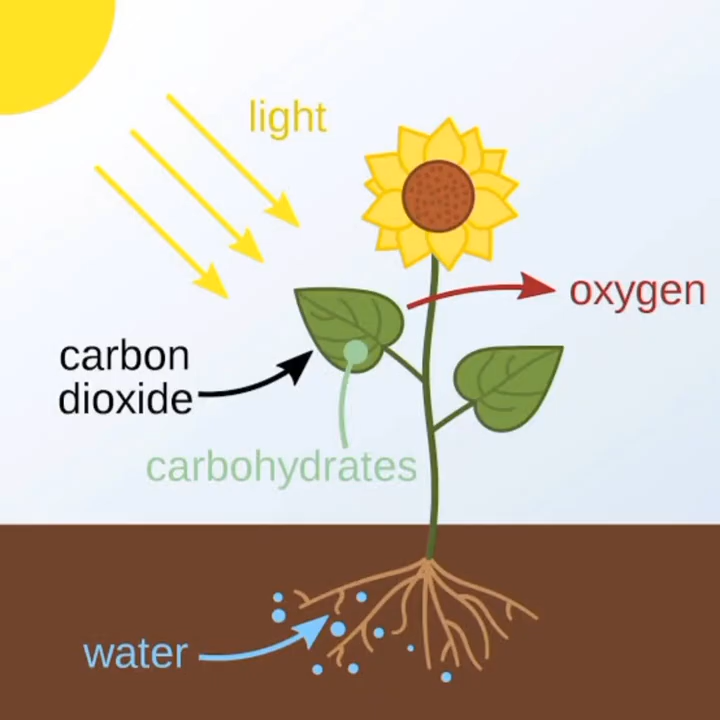 light
oxygen
carbon
dioxide
carbohydrates
water